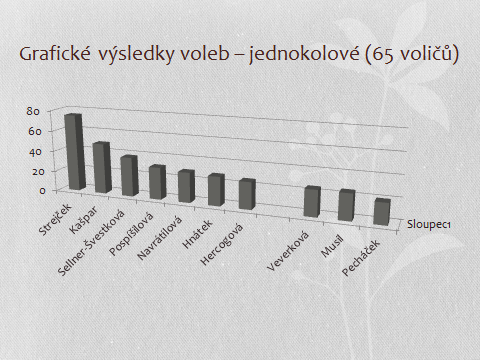 Grafické výsledky voleb – jednokolové (65 voličů)
80
60
40
20
0
Strejček
Kašpar
Sellner-Švestková
Pospíšilová
Navrátilová
Hnátek
Hercogová
Veverková
Musil
Pecháček
Sloupec1